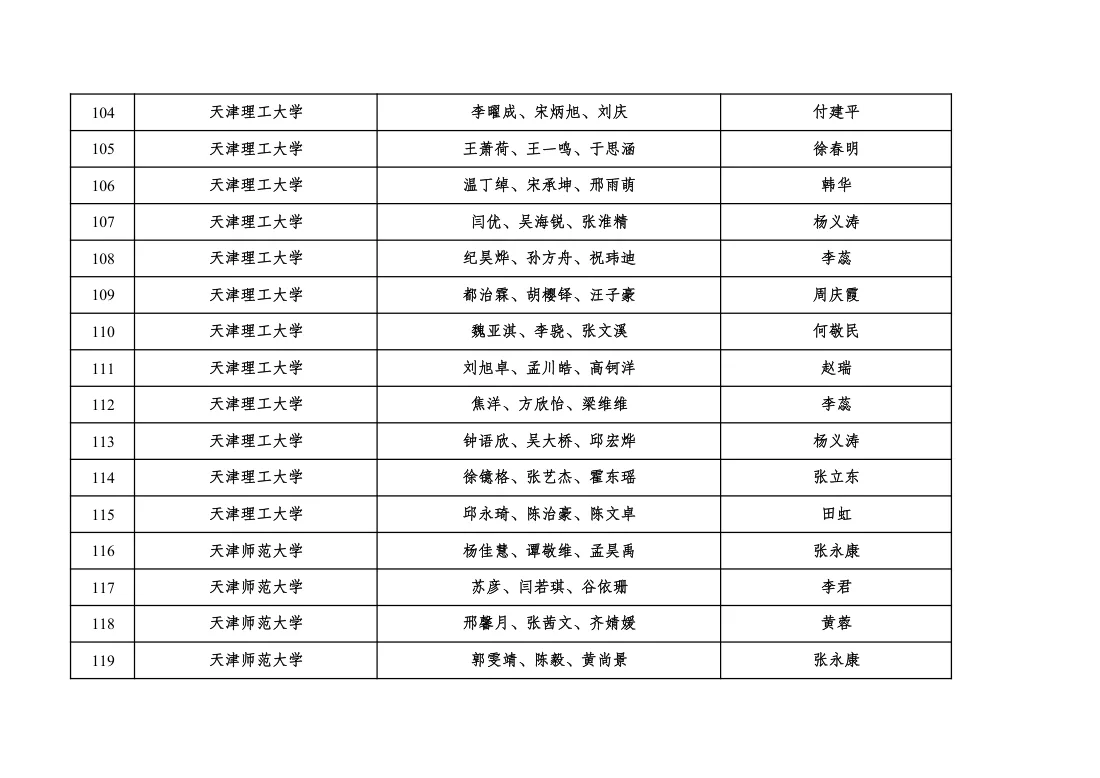 104 天津理工大学 李曜成、宋炳旭、刘庆 付建平
105 天津理工大学 王萧荷、王一鸣、于思涵 徐春明
106 天津理工大学 温丁绰、宋承坤、邢雨萌 韩华
107 天津理工大学 闫优、吴海锐、张淮精 杨义涛
108 天津理工大学 纪昊烨、孙方舟、祝玮迪 李蕊
109 天津理工大学 都治霖、胡樱铎、汪子豪 周庆霞
110 天津理工大学 魏亚淇、李骁、张文溪 何敬民
111 天津理工大学 刘旭卓、孟川皓、高钶洋 赵瑞
112 天津理工大学 焦洋、方欣怡、梁维维 李蕊
113 天津理工大学 钟语欣、吴大桥、邱宏烨 杨义涛
114 天津理工大学 徐镱格、张艺杰、霍东瑶 张立东
115 天津理工大学 邱永琦、陈治豪、陈文卓 田虹
116 天津师范大学 杨佳慧、谭敬维、孟昊禹 张永康
117 天津师范大学 苏彦、闫若琪、谷依珊 李君
118 天津师范大学 邢馨月、张茜文、齐婧媛 黄蓉
119 天津师范大学 郭雯靖、陈毅、黄尚景 张永康